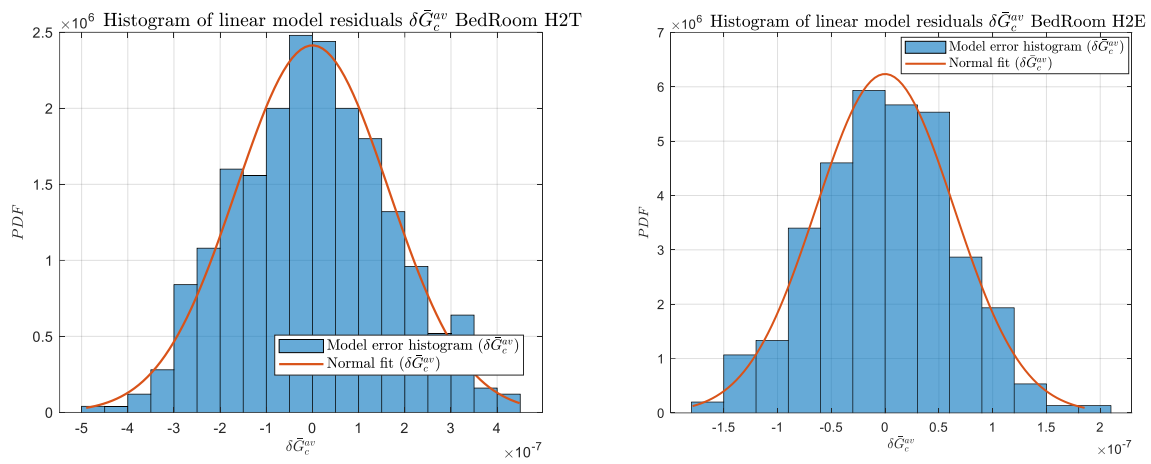 ×10⁶ Histogram of linear model residuals δḠ_c^{av} BedRoom H2T
2.5
2
1.5
1
0.5
0
PDF
-5 -4 -3 -2 -1 0 1 2 3 4 5
δḠ_c^{av}
×10⁻⁷
Model error histogram (δḠ_c^{av})
Normal fit (δḠ_c^{av})
×10⁶ Histogram of linear model residuals δḠ_c^{av} BedRoom H2E
7
6
5
4
3
2
1
0
PDF
-1.5 -1 -0.5 0 0.5 1 1.5 2
δḠ_c^{av}
×10⁻⁷
Model error histogram (δḠ_c^{av})
Normal fit (δḠ_c^{av})